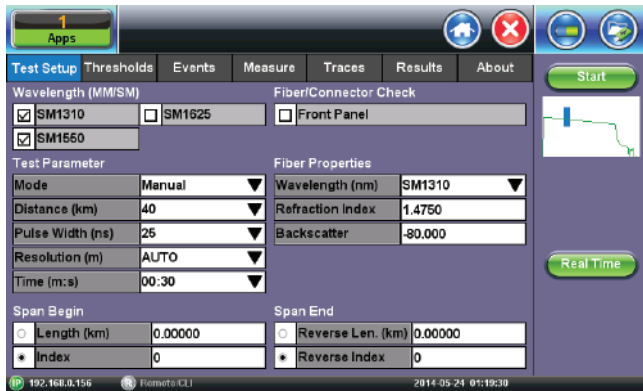 1
Apps
Test Setup Thresholds Events Measure Traces Results About
Start
Wavelength (MM/SM) Fiber/Connector Check
SM1310 SM1625 Front Panel
SM1550
Test Parameter Fiber Properties
Mode Manual Wavelength (nm) SM1310
Distance (km) 40 Refraction Index 1.4750
Pulse Width (ns) 25 Backscatter -80.000
Resolution (m) AUTO
Real Time
Time (m:s) 00:30
Span Begin Span End
Length (km) 0.00000 Reverse Len. (km) 0.00000
Index 0 Reverse Index 0
IP 192.168.0.156 R Remote/CLI 2014-05-24 01:19:30